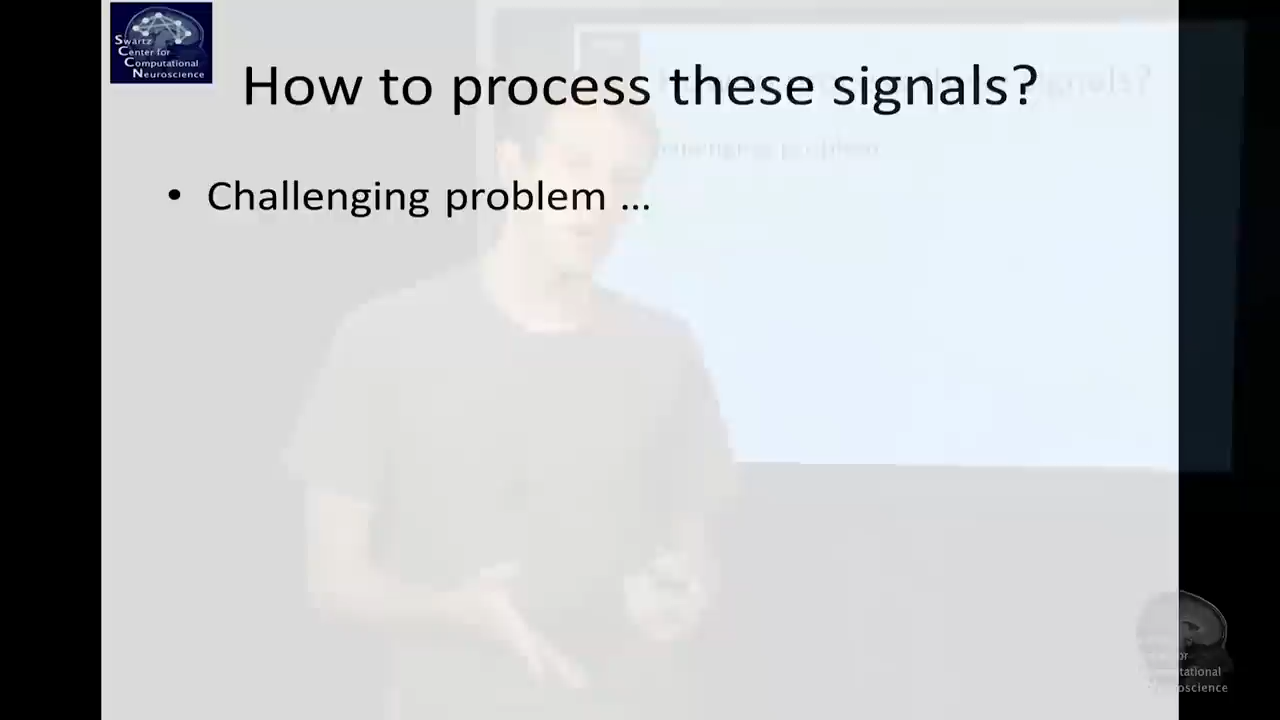 Swartz
Center for
Computational
Neuroscience
How to process these signals?
• Challenging problem ...